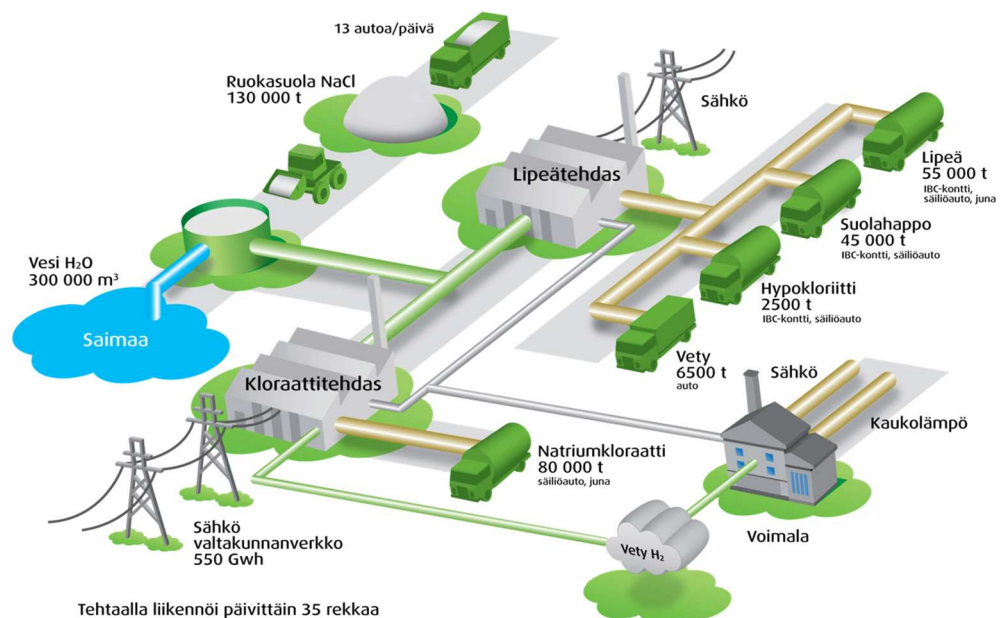 13 autoa/päivä
Ruokasuola NaCl
130 000 t
Sähkö
Lipeätehdas
Lipeä
55 000 t
IBC-kontti,
säiliöauto, juna
Suolahappo
45 000 t
IBC-kontti, säiliöauto
Vesi H₂O
300 000 m³
Saimaa
Hypokloriitti
2500 t
IBC-kontti, säiliöauto
Vety
6500 t
auto
Kloraattitehdas
Sähkö
Kaukolämpö
Natriumkloraatti
80 000 t
säiliöauto, juna
Sähkö
valtakunnanverkko
550 Gwh
Vety H₂
Voimala
Tehtaalla liikennöi päivittäin 35 rekkaa